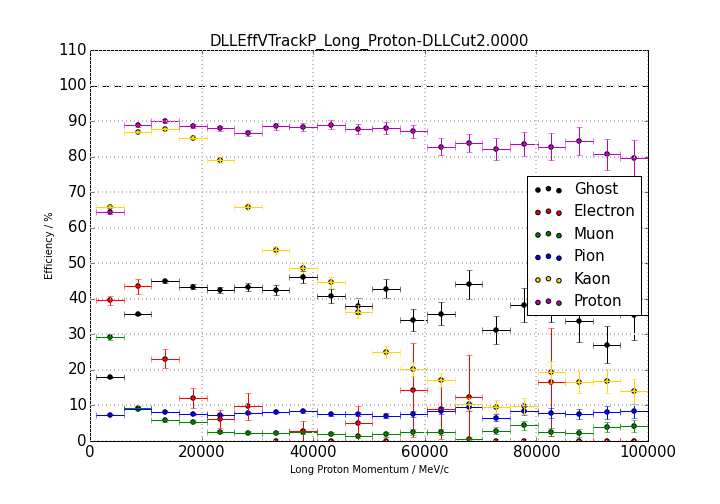 DLLEffVTrackP_Long_Proton-DLLCut2.0000
110
100
90
80
70
60
50
40
30
20
10
0
Efficiency / %
Ghost
Electron
Muon
Pion
Kaon
Proton
0 20000 40000 60000 80000 100000
Long Proton Momentum / MeV/c